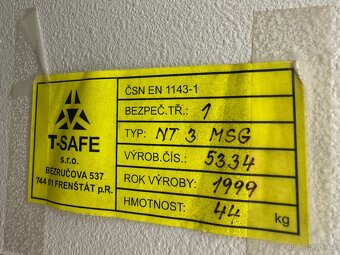 T-SAFE
s.r.o.
BEZRUČOVA 537
744 01 FRENŠTÁT p.R.
ČSN EN 1143-1
BEZPEČ.TŘ.: 1
TYP: NT 3 MSG
VÝROB.ČÍS.: 5334
ROK VÝROBY: 1999
HMOTNOST: 44 kg